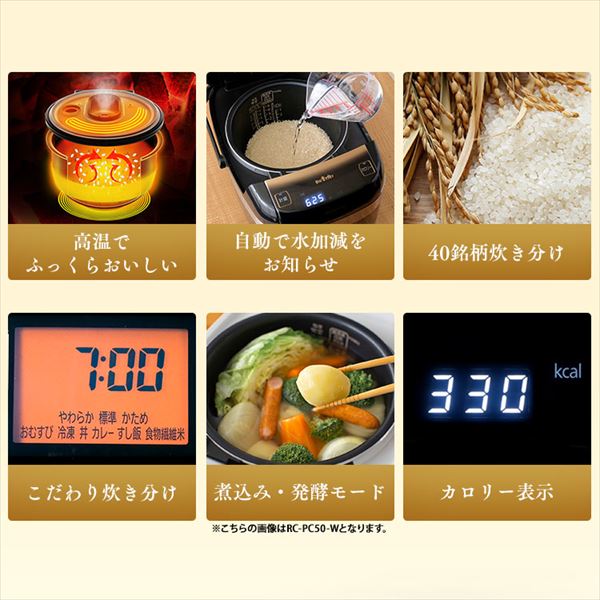 高温で
ふっくらおいしい
自動で水加減を
お知らせ
625
40銘柄炊き分け
7:00
やわらか 標準 かため
おむすび 冷凍 丼 カレー すし飯 食物繊維米
こだわり炊き分け
煮込み・発酵モード
330 kcal
カロリー表示
※こちらの画像はRC-PC50-Wとなります。